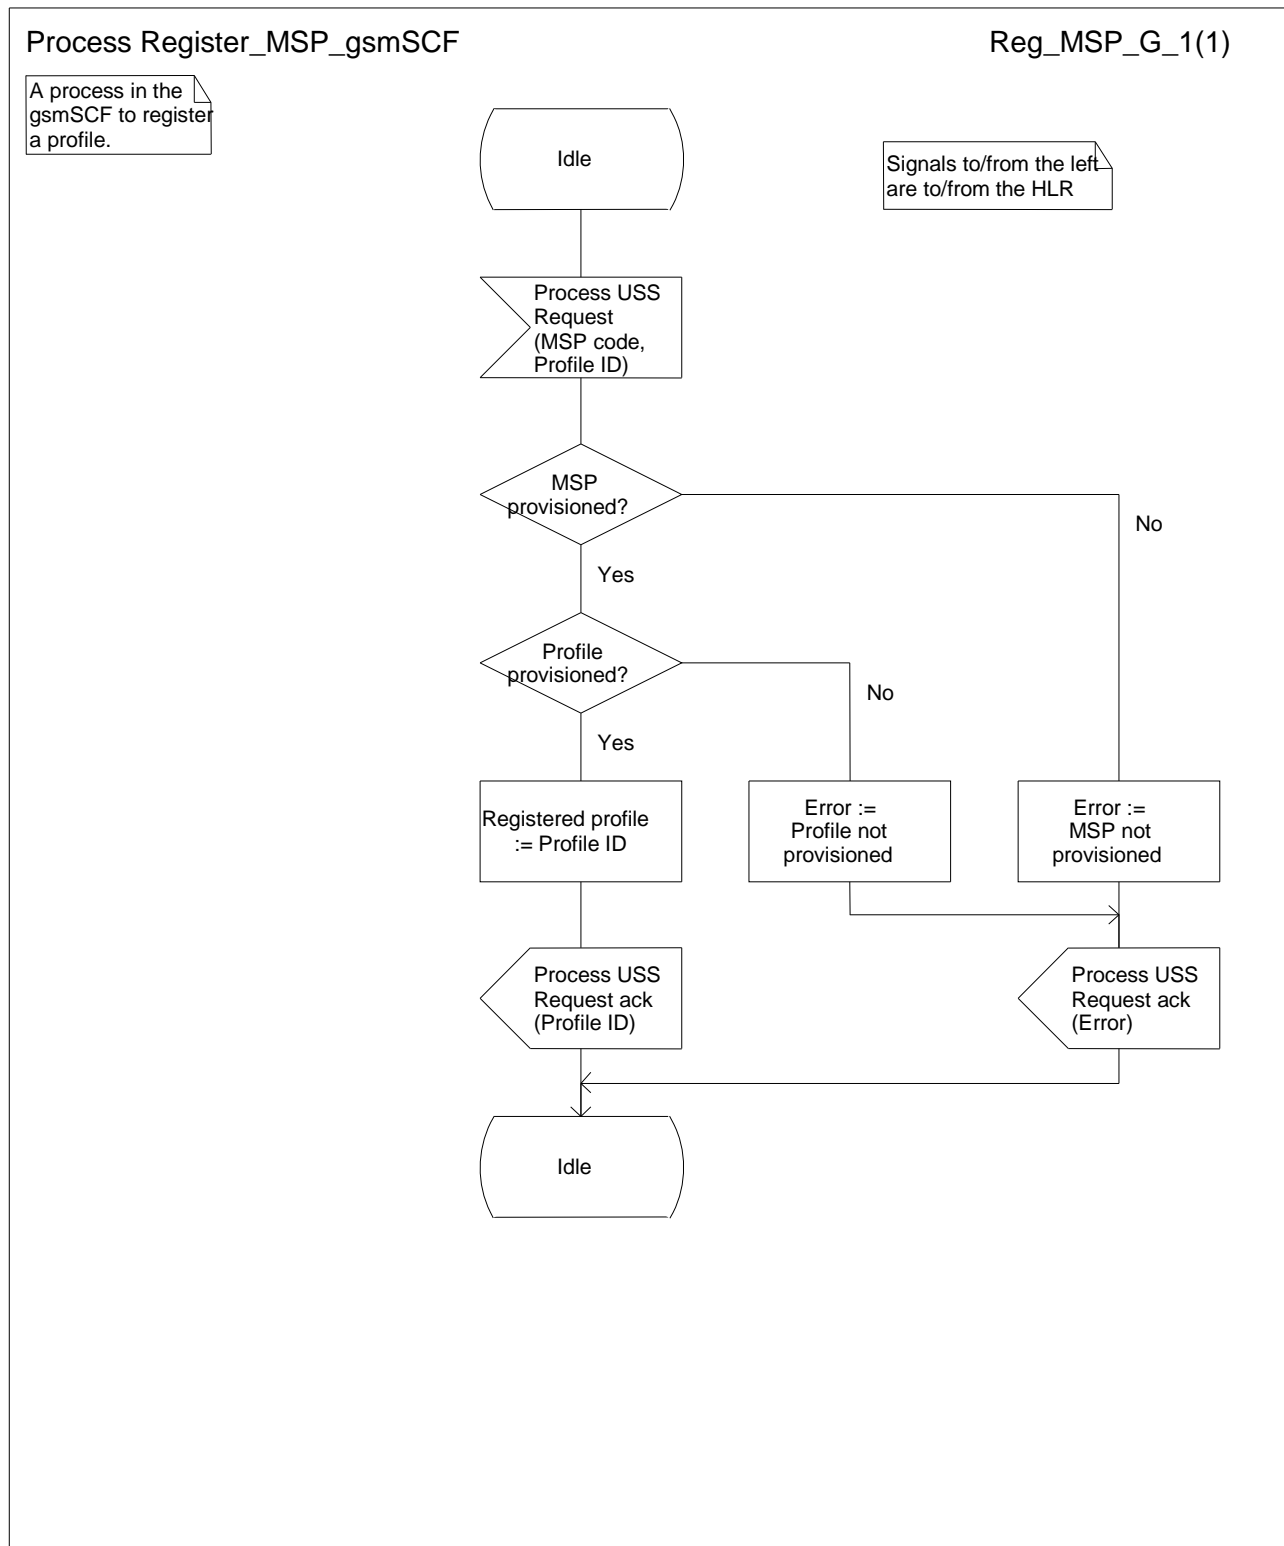 Process Register_MSP_gsmSCF
Reg_MSP_G_1(1)
A process in the
gsmSCF to register
a profile.
Idle
Signals to/from the left
are to/from the HLR
Process USS
Request
(MSP code,
Profile ID)
MSP
provisioned?
No
Yes
Profile
provisioned?
No
Yes
Registered profile
:= Profile ID
Error :=
Profile not
provisioned
Error :=
MSP not
provisioned
Process USS
Request ack
(Profile ID)
Process USS
Request ack
(Error)
Idle